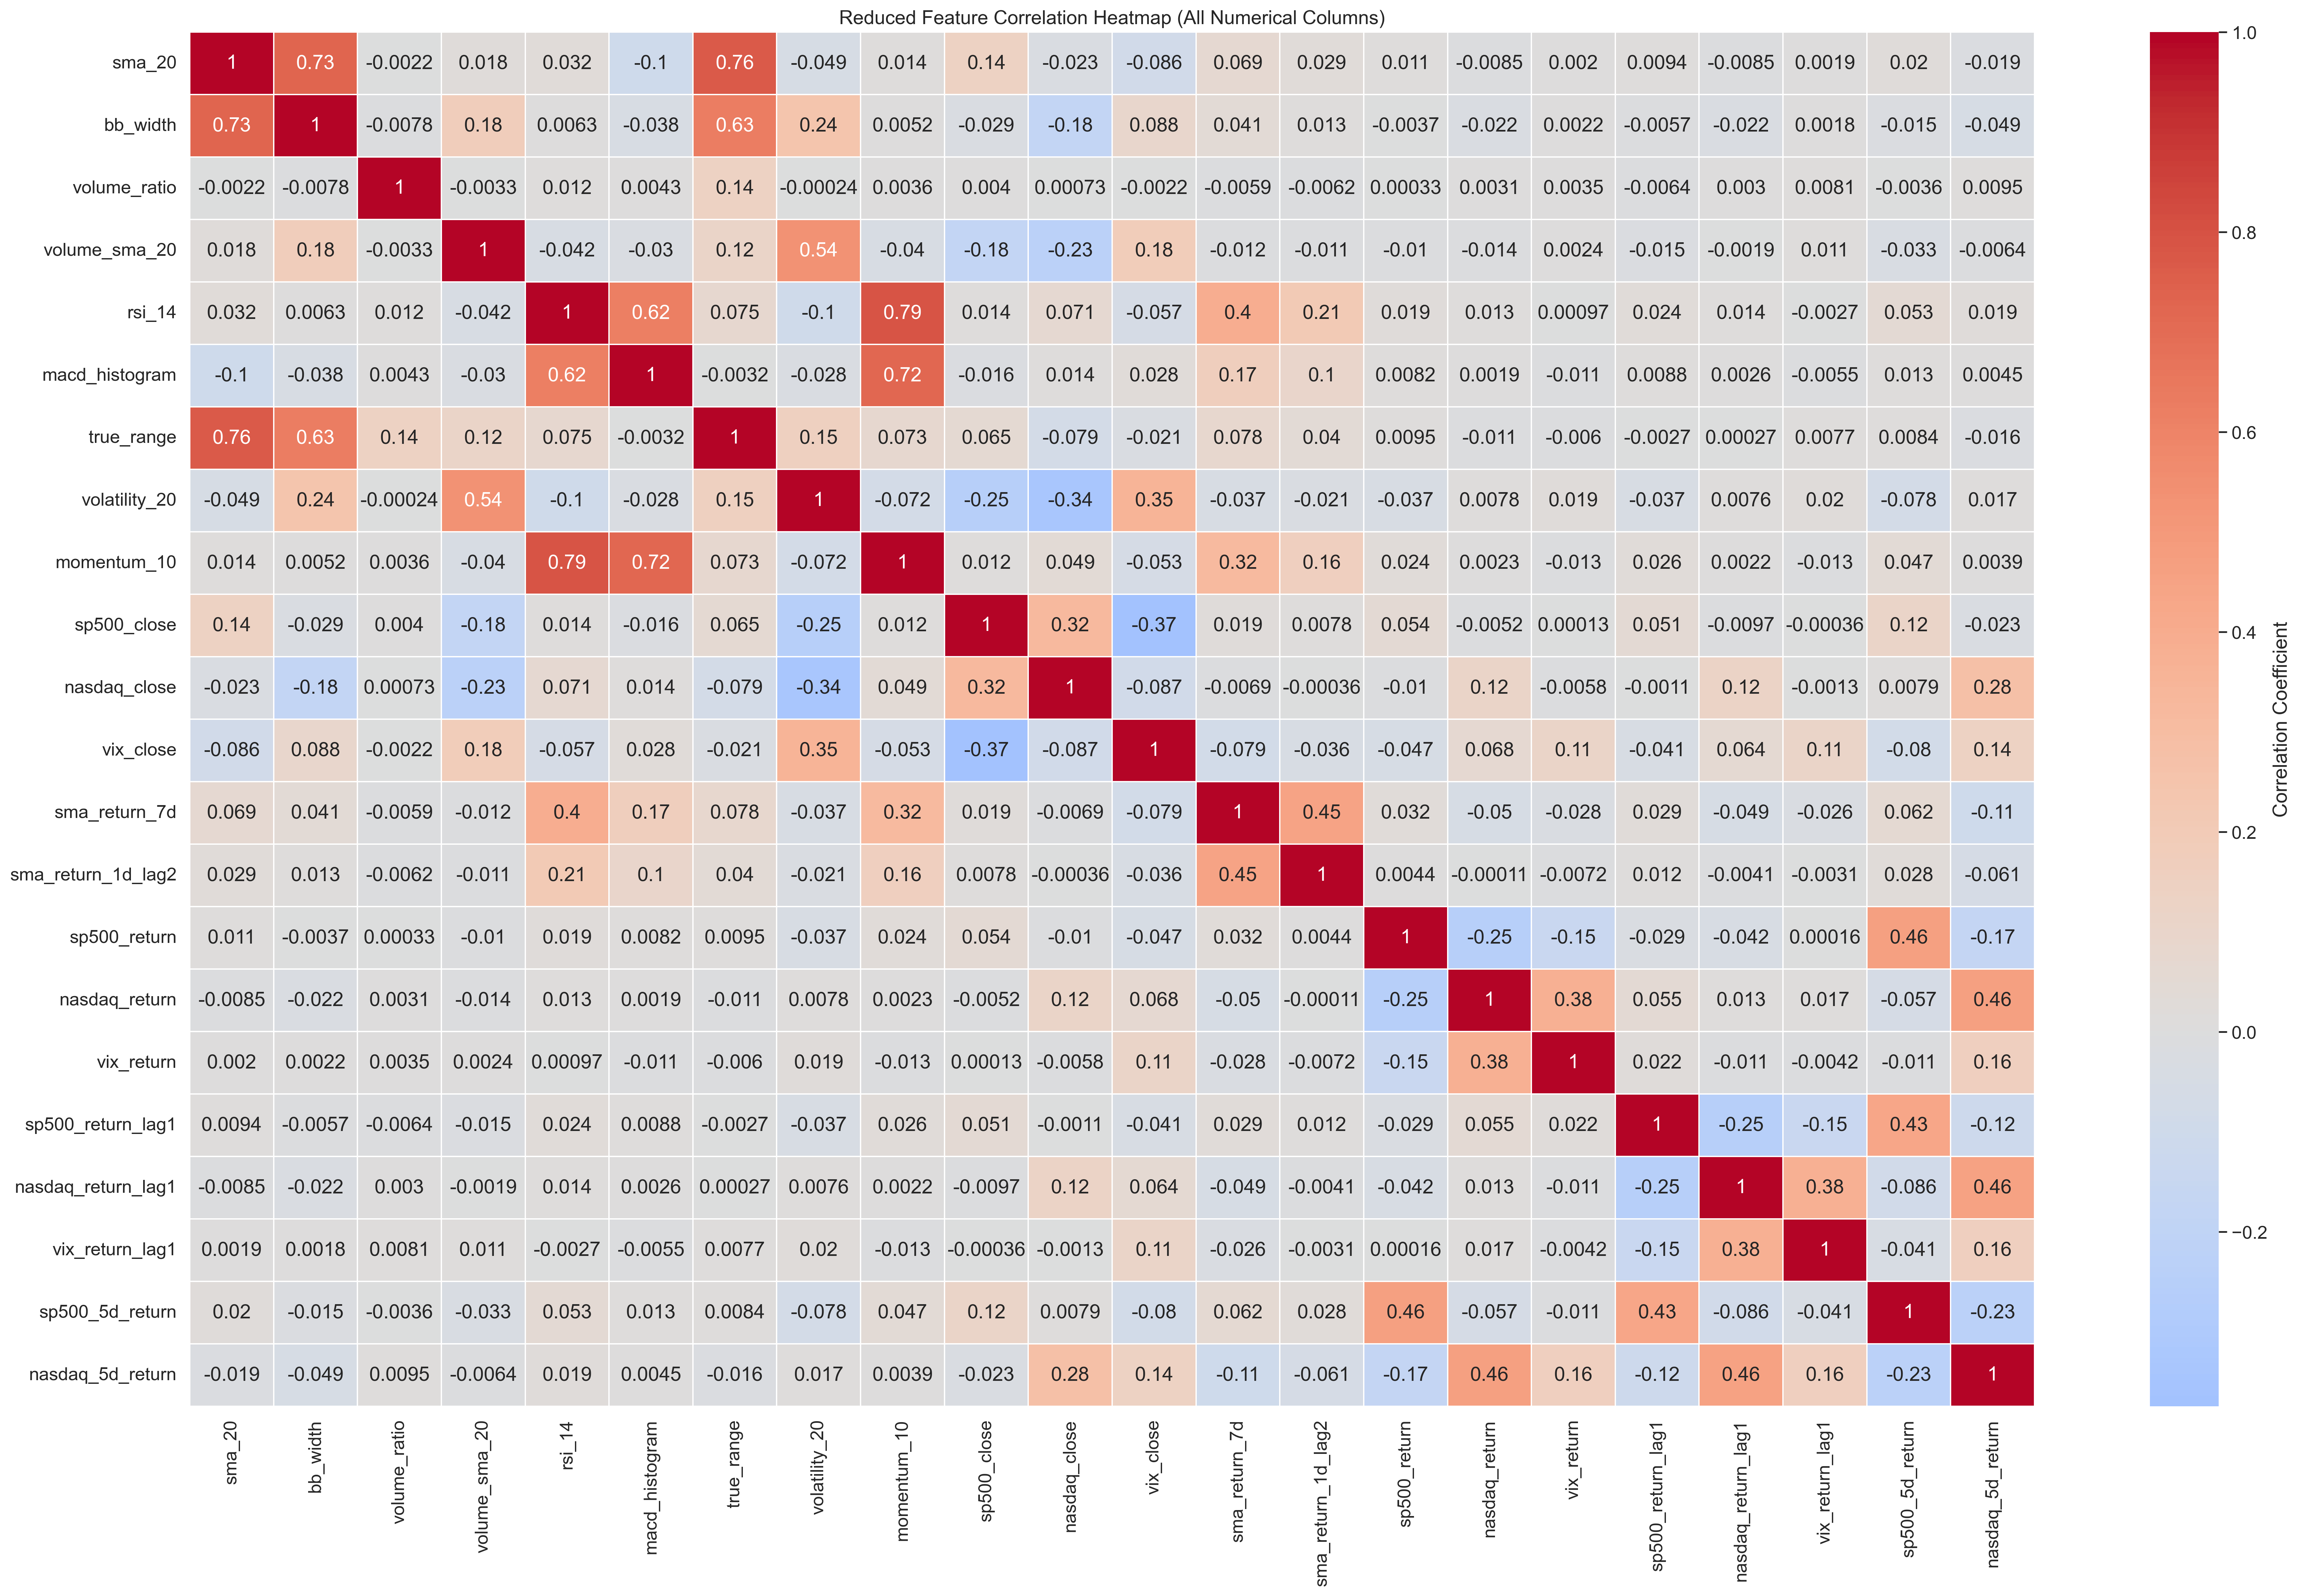 Reduced Feature Correlation Heatmap (All Numerical Columns)
sma_20 1 0.73 -0.0022 0.018 0.032 -0.1 0.76 -0.049 0.014 0.14 -0.023 -0.086 0.069 0.029 0.011 -0.0085 0.002 0.0094 -0.0085 0.0019 0.02 -0.019
bb_width 0.73 1 -0.0078 0.18 0.0063 -0.038 0.63 0.24 0.0052 -0.029 -0.18 0.088 0.041 0.013 -0.0037 -0.022 0.0022 -0.0057 -0.022 0.0018 -0.015 -0.049
volume_ratio -0.0022 -0.0078 1 -0.0033 0.012 0.0043 0.14 -0.00024 0.0036 0.004 0.00073 -0.0022 -0.0059 -0.0062 0.00033 0.0031 0.0035 -0.0064 0.003 0.0081 -0.0036 0.0095
volume_sma_20 0.018 0.18 -0.0033 1 -0.042 -0.03 0.12 0.54 -0.04 -0.18 -0.23 0.18 -0.012 -0.011 -0.01 -0.014 0.0024 -0.015 -0.0019 0.011 -0.033 -0.0064
rsi_14 0.032 0.0063 0.012 -0.042 1 0.62 0.075 -0.1 0.79 0.014 0.071 -0.057 0.4 0.21 0.019 0.013 0.00097 0.024 0.014 -0.0027 0.053 0.019
macd_histogram -0.1 -0.038 0.0043 -0.03 0.62 1 -0.0032 -0.028 0.72 -0.016 0.014 0.028 0.17 0.1 0.0082 0.0019 -0.011 0.0088 0.0026 -0.0055 0.013 0.0045
true_range 0.76 0.63 0.14 0.12 0.075 -0.0032 1 0.15 0.073 0.065 -0.079 -0.021 0.078 0.04 0.0095 -0.011 -0.006 -0.0027 0.00027 0.0077 0.0084 -0.016
volatility_20 -0.049 0.24 -0.00024 0.54 -0.1 -0.028 0.15 1 -0.072 -0.25 -0.34 0.35 -0.037 -0.021 -0.037 0.0078 0.019 -0.037 0.0076 0.02 -0.078 0.017
momentum_10 0.014 0.0052 0.0036 -0.04 0.79 0.72 0.073 -0.072 1 0.012 0.049 -0.053 0.32 0.16 0.024 0.0023 -0.013 0.026 0.0022 -0.013 0.047 0.0039
sp500_close 0.14 -0.029 0.004 -0.18 0.014 -0.016 0.065 -0.25 0.012 1 0.32 -0.37 0.019 0.0078 0.054 -0.0052 0.00013 0.051 -0.0097 -0.00036 0.12 -0.023
nasdaq_close -0.023 -0.18 0.00073 -0.23 0.071 0.014 -0.079 -0.34 0.049 0.32 1 -0.087 -0.0069 -0.00036 -0.01 0.12 -0.0058 -0.0011 0.12 -0.0013 0.0079 0.28
vix_close -0.086 0.088 -0.0022 0.18 -0.057 0.028 -0.021 0.35 -0.053 -0.37 -0.087 1 -0.079 -0.036 -0.047 0.068 0.11 -0.041 0.064 0.11 -0.08 0.14
sma_return_7d 0.069 0.041 -0.0059 -0.012 0.4 0.17 0.078 -0.037 0.32 0.019 -0.0069 -0.079 1 0.45 0.032 -0.05 -0.028 0.029 -0.049 -0.026 0.062 -0.11
sma_return_1d_lag2 0.029 0.013 -0.0062 -0.011 0.21 0.1 0.04 -0.021 0.16 0.0078 -0.00036 -0.036 0.45 1 0.0044 -0.00011 -0.0072 0.012 -0.0041 -0.0031 0.028 -0.061
sp500_return 0.011 -0.0037 0.00033 -0.01 0.019 0.0082 0.0095 -0.037 0.024 0.054 -0.01 -0.047 0.032 0.0044 1 -0.25 -0.15 -0.029 -0.042 0.00016 0.46 -0.17
nasdaq_return -0.0085 -0.022 0.0031 -0.014 0.013 0.0019 -0.011 0.0078 0.0023 -0.0052 0.12 0.068 -0.05 -0.00011 -0.25 1 0.38 0.055 0.013 0.017 -0.057 0.46
vix_return 0.002 0.0022 0.0035 0.0024 0.00097 -0.011 -0.006 0.019 -0.013 0.00013 -0.0058 0.11 -0.028 -0.0072 -0.15 0.38 1 0.022 -0.011 -0.0042 -0.011 0.16
sp500_return_lag1 0.0094 -0.0057 -0.0064 -0.015 0.024 0.0088 -0.0027 -0.037 0.026 0.051 -0.0011 -0.041 0.029 0.012 -0.029 0.055 0.022 1 -0.25 -0.15 0.43 -0.12
nasdaq_return_lag1 -0.0085 -0.022 0.003 -0.0019 0.014 0.0026 0.00027 0.0076 0.0022 -0.0097 0.12 0.064 -0.049 -0.0041 -0.042 0.013 -0.011 -0.25 1 0.38 -0.086 0.46
vix_return_lag1 0.0019 0.0018 0.0081 0.011 -0.0027 -0.0055 0.0077 0.02 -0.013 -0.00036 -0.0013 0.11 -0.026 -0.0031 0.00016 0.017 -0.0042 -0.15 0.38 1 -0.041 0.16
sp500_5d_return 0.02 -0.015 -0.0036 -0.033 0.053 0.013 0.0084 -0.078 0.047 0.12 0.0079 -0.08 0.062 0.028 0.46 -0.057 -0.011 0.43 -0.086 -0.041 1 -0.23
nasdaq_5d_return -0.019 -0.049 0.0095 -0.0064 0.019 0.0045 -0.016 0.017 0.0039 -0.023 0.28 0.14 -0.11 -0.061 -0.17 0.46 0.16 -0.12 0.46 0.16 -0.23 1
sma_20
bb_width
volume_ratio
volume_sma_20
rsi_14
macd_histogram
true_range
volatility_20
momentum_10
sp500_close
nasdaq_close
vix_close
sma_return_7d
sma_return_1d_lag2
sp500_return
nasdaq_return
vix_return
sp500_return_lag1
nasdaq_return_lag1
vix_return_lag1
sp500_5d_return
nasdaq_5d_return
1.0
0.8
0.6
0.4
0.2
0.0
−0.2
Correlation Coefficient